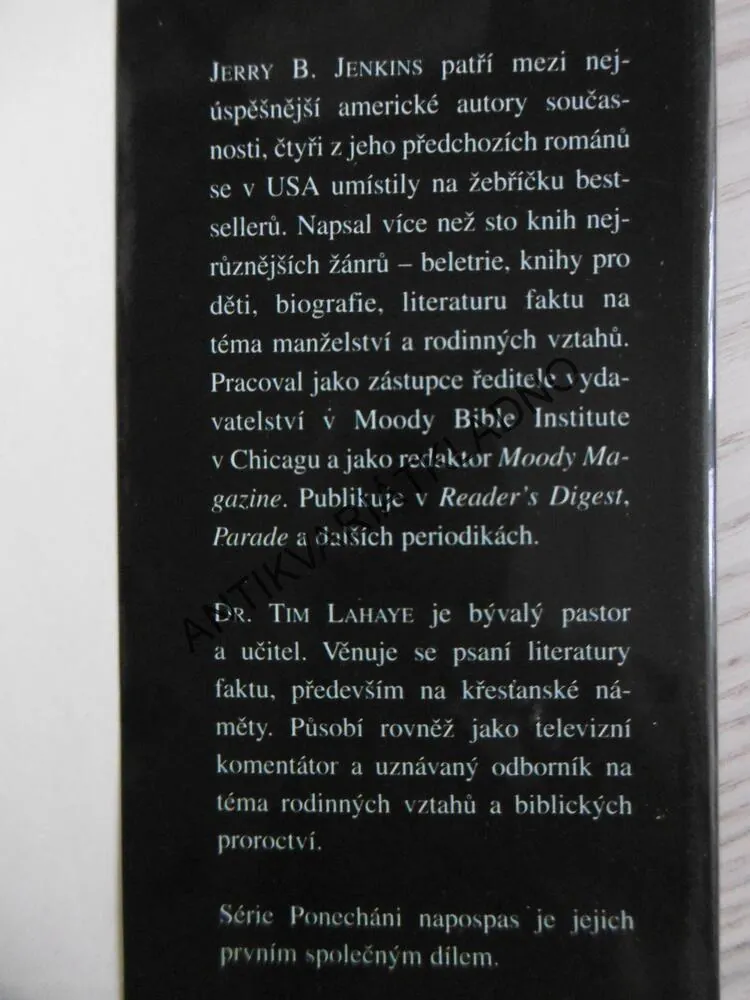 JERRY B. JENKINS patří mezi nej-
úspěšnější americké autory součas-
nosti, čtyři z jeho předchozích románů
se v USA umístily na žebříčku best-
sellerů. Napsal více než sto knih nej-
různějších žánrů – beletrie, knihy pro
děti, biografie, literaturu faktu na
téma manželství a rodinných vztahů.
Pracoval jako zástupce ředitele vyda-
vatelství v Moody Bible Institute
v Chicagu a jako redaktor Moody Ma-
gazine. Publikuje v Reader's Digest,
Parade a dalších periodikách.
DR. TIM LAHAYE je bývalý pastor
a učitel. Věnuje se psaní literatury
faktu, především na křesťanské ná-
měty. Působí rovněž jako televizní
komentátor a uznávaný odborník na
téma rodinných vztahů a biblických
proroctví.
Série Ponecháni napospas je jejich
prvním společným dílem.
ANTIKVARIÁTKLADNO